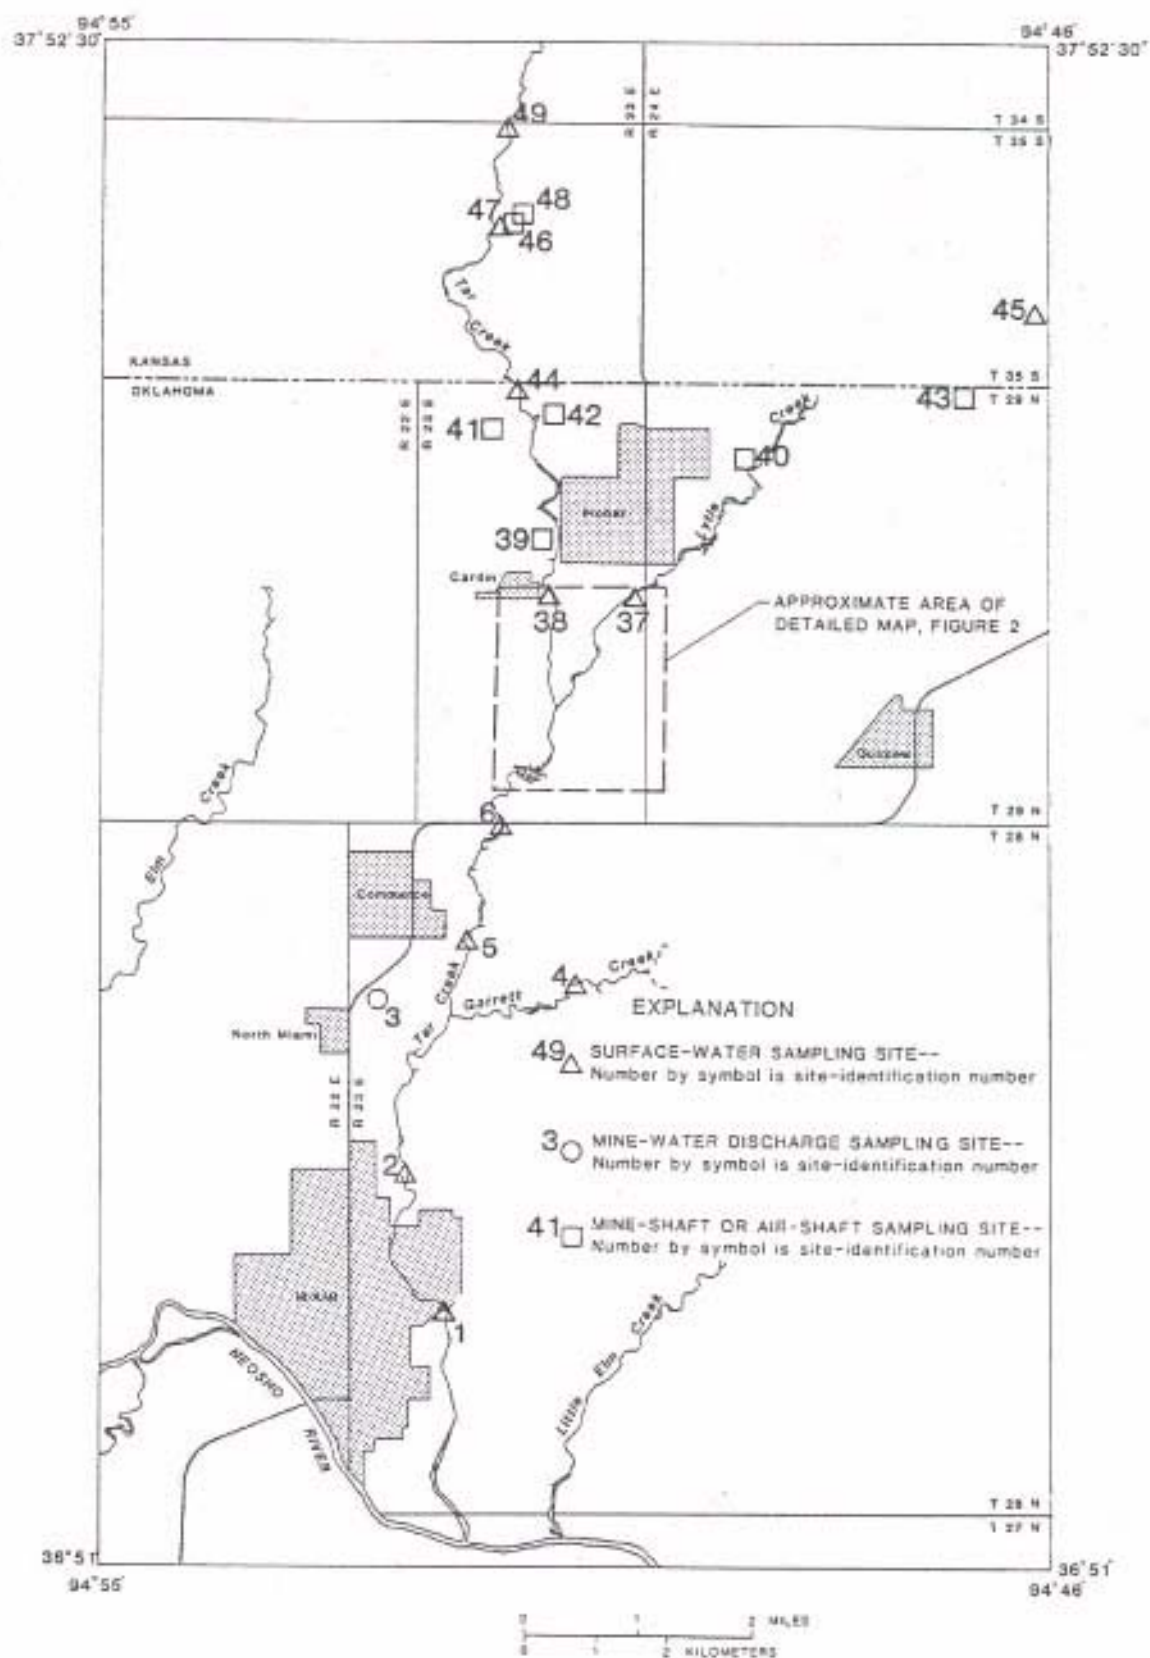 94°55'
94°46'
37°52'30"
37°52'30"
R 23 E
R 24 E
49
T 34 S
T 35 S
48
47
46
Tar
Creek
45
KANSAS
OKLAHOMA
44
T 35 S
T 29 N
43
42
41
R 22 E
R 23 E
Creek
40
Picher
Lytle
39
Cardin
38
37
APPROXIMATE AREA OF
DETAILED MAP, FIGURE 2
Quapaw
Creek
Elm
6
T 29 N
T 28 N
Commerce
5
Creek
Tar
4
Garrett
Creek
3
North Miami
R 22 E
R 23 E
EXPLANATION
49 SURFACE-WATER SAMPLING SITE--
Number by symbol is site-identification number
3 MINE-WATER DISCHARGE SAMPLING SITE--
Number by symbol is site-identification number
41 MINE-SHAFT OR AIR-SHAFT SAMPLING SITE--
Number by symbol is site-identification number
2
MIAMI
1
NEOSHO
RIVER
Little
Elm
Creek
T 28 N
T 27 N
36°51'
36°51'
94°55'
94°46'
0 1 2 MILES
0 1 2 KILOMETERS